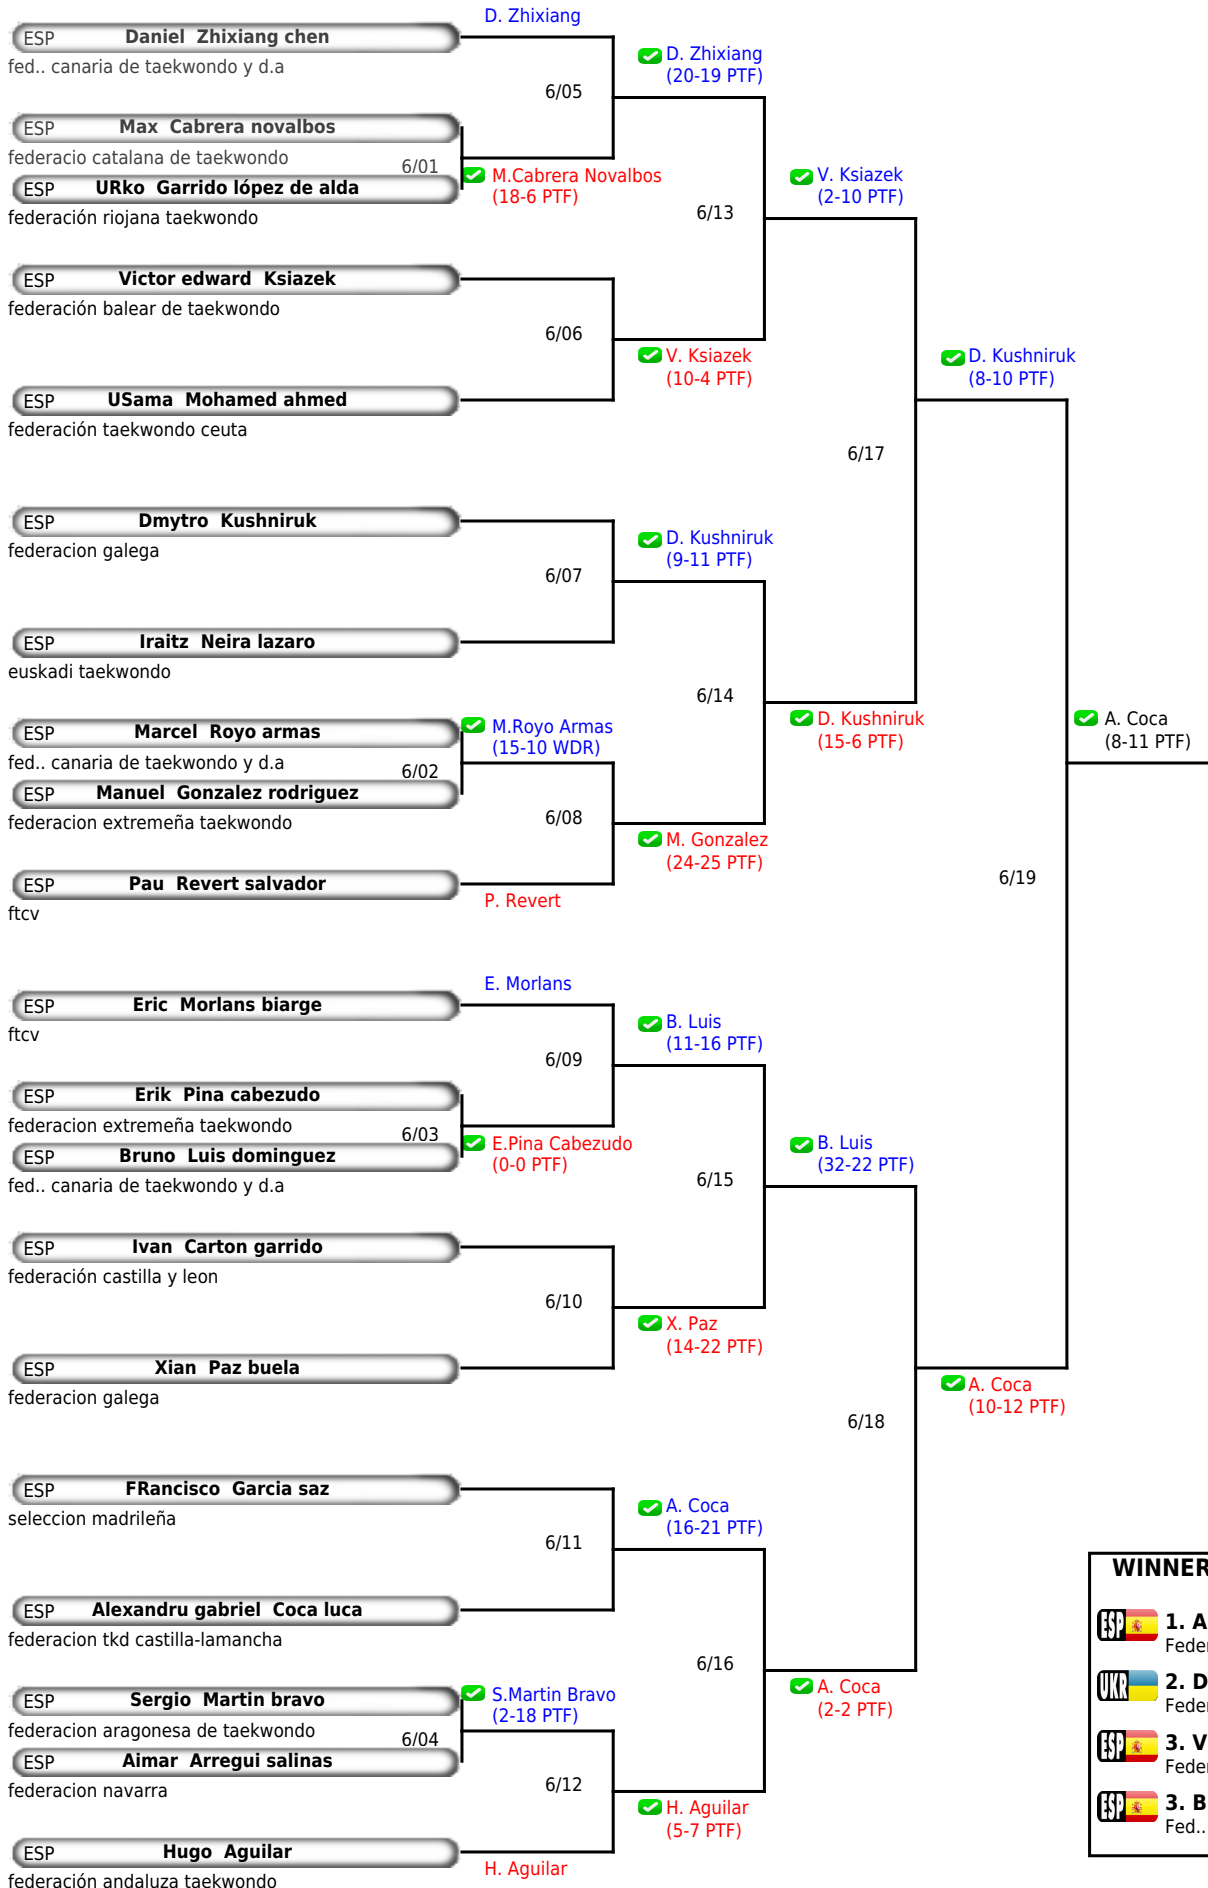 D. Zhixiang
ESP Daniel Zhixiang chen
fed.. canaria de taekwondo y d.a
D. Zhixiang
(20-19 PTF)
6/05
ESP Max Cabrera novalbos
federacio catalana de taekwondo
6/01
M.Cabrera Novalbos
(18-6 PTF)
ESP URko Garrido lópez de alda
federación riojana taekwondo
V. Ksiazek
(2-10 PTF)
6/13
ESP Victor edward Ksiazek
federación balear de taekwondo
6/06
V. Ksiazek
(10-4 PTF)
ESP USama Mohamed ahmed
federación taekwondo ceuta
D. Kushniruk
(8-10 PTF)
6/17
ESP Dmytro Kushniruk
federacion galega
D. Kushniruk
(9-11 PTF)
6/07
ESP Iraitz Neira lazaro
euskadi taekwondo
6/14
ESP Marcel Royo armas
fed.. canaria de taekwondo y d.a
6/02
M.Royo Armas
(15-10 WDR)
D. Kushniruk
(15-6 PTF)
A. Coca
(8-11 PTF)
ESP Manuel Gonzalez rodriguez
federacion extremeña taekwondo
6/08
M. Gonzalez
(24-25 PTF)
ESP Pau Revert salvador
ftcv
P. Revert
6/19
E. Morlans
ESP Eric Morlans biarge
ftcv
B. Luis
(11-16 PTF)
6/09
ESP Erik Pina cabezudo
federacion extremeña taekwondo
6/03
E.Pina Cabezudo
(0-0 PTF)
ESP Bruno Luis dominguez
fed.. canaria de taekwondo y d.a
B. Luis
(32-22 PTF)
6/15
ESP Ivan Carton garrido
federación castilla y leon
6/10
X. Paz
(14-22 PTF)
ESP Xian Paz buela
federacion galega
A. Coca
(10-12 PTF)
6/18
ESP FRancisco Garcia saz
seleccion madrileña
A. Coca
(16-21 PTF)
6/11
ESP Alexandru gabriel Coca luca
federacion tkd castilla-lamancha
6/16
ESP Sergio Martin bravo
federacion aragonesa de taekwondo
6/04
S.Martin Bravo
(2-18 PTF)
A. Coca
(2-2 PTF)
ESP Aimar Arregui salinas
federacion navarra
6/12
H. Aguilar
(5-7 PTF)
ESP Hugo Aguilar
federación andaluza taekwondo
H. Aguilar
WINNER
ESP 1. A
Feder
UKR 2. D
Feder
ESP 3. V
Feder
ESP 3. B
Fed..